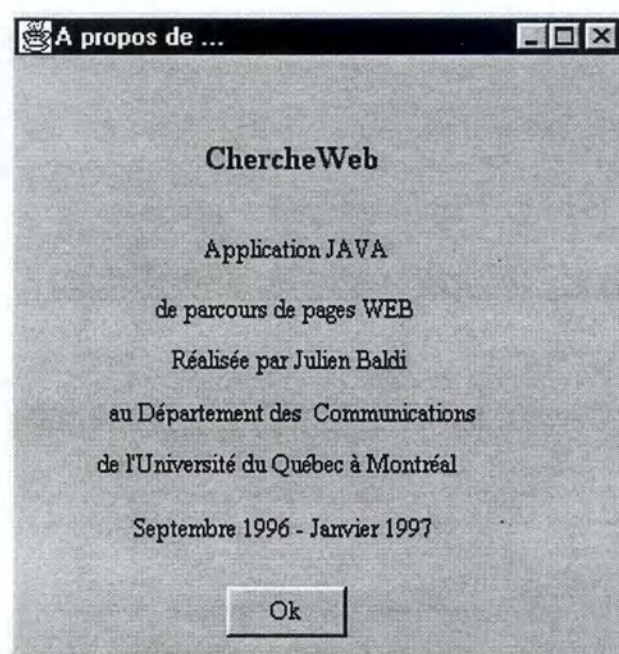 A propos de ...
ChercheWeb
Application JAVA
de parcours de pages WEB
Réalisée par Julien Baldi
au Département des Communications
de l'Université du Québec à Montréal
Septembre 1996 - Janvier 1997
Ok